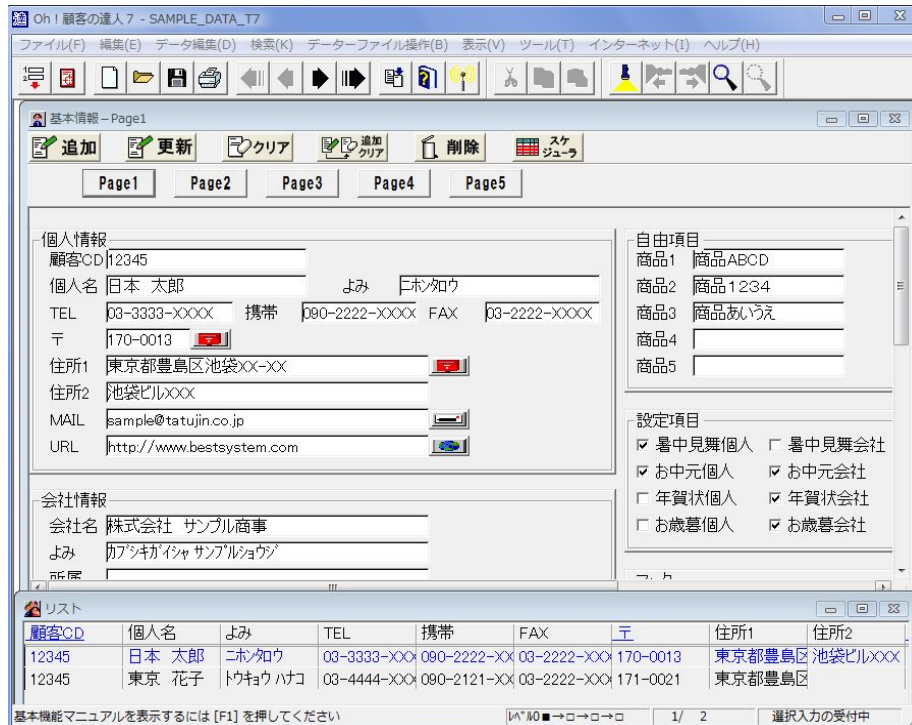 Oh!顧客の達人7 - SAMPLE_DATA_T7
ファイル(F) 編集(E) データ編集(D) 検索(K) データーファイル操作(B) 表示(V) ツール(T) インターネット(I) ヘルプ(H)
基本情報-Page1
追加 更新 クリア 追加クリア 削除 スケジューラ
Page1 Page2 Page3 Page4 Page5
個人情報
顧客CD 12345
個人名 日本 太郎 よみ ニホンタロウ
TEL 03-3333-XXXX 携帯 090-2222-XXXX FAX 03-2222-XXXX
〒 170-0013
住所1 東京都豊島区池袋XX-XX
住所2 池袋ビルXXX
MAIL sample@tatujin.co.jp
URL http://www.bestsystem.com
会社情報
会社名 株式会社 サンプル商事
よみ カブシキガイシャ サンプルショウジ
自由項目
商品1 商品ABCD
商品2 商品1234
商品3 商品あいうえ
商品4
商品5
設定項目
暑中見舞個人 暑中見舞会社
お中元個人 お中元会社
年賀状個人 年賀状会社
お歳暮個人 お歳暮会社
リスト
顧客CD 個人名 よみ TEL 携帯 FAX 〒 住所1 住所2
12345 日本 太郎 ニホンタロウ 03-3333-XXX 090-2222-XX 03-2222-XXX 170-0013 東京都豊島区 池袋ビルXXX
12345 東京 花子 トウキョウ ハナコ 03-4444-XXX 090-2121-XX 03-2222-XXX 171-0021 東京都豊島区
基本機能マニュアルを表示するには [F1] を押してください レベル0■→□→□→□ 1/ 2 選択入力の受付中